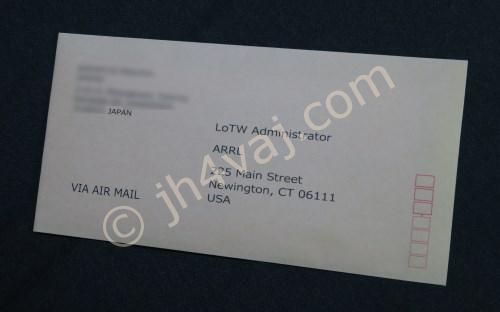 JAPAN
LoTW Administrator
ARRL
225 Main Street
Newington, CT 06111
USA
VIA AIR MAIL
© jh4vaj.com